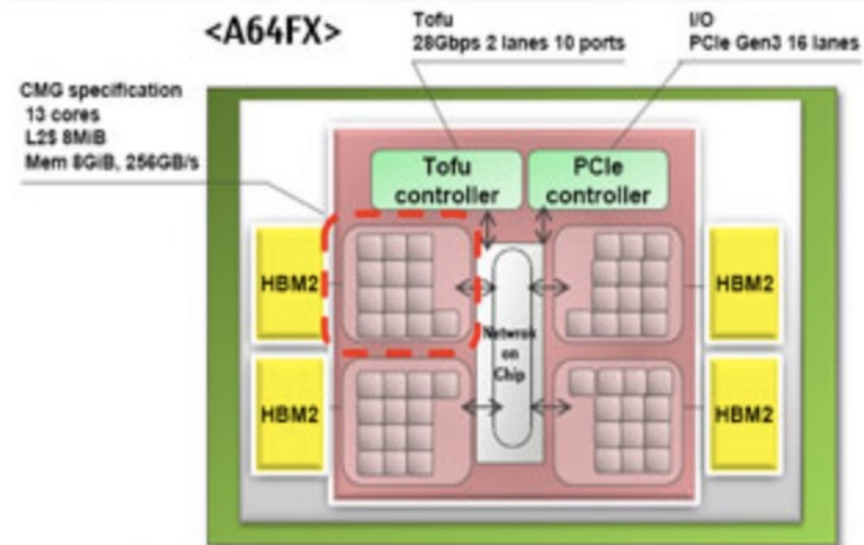 <A64FX>
Tofu
28Gbps 2 lanes 10 ports
I/O
PCIe Gen3 16 lanes
CMG specification
13 cores
L2$ 8MiB
Mem 8GiB, 256GB/s
Tofu
controller
PCIe
controller
HBM2
HBM2
HBM2
HBM2
Netwrok
on
Chip